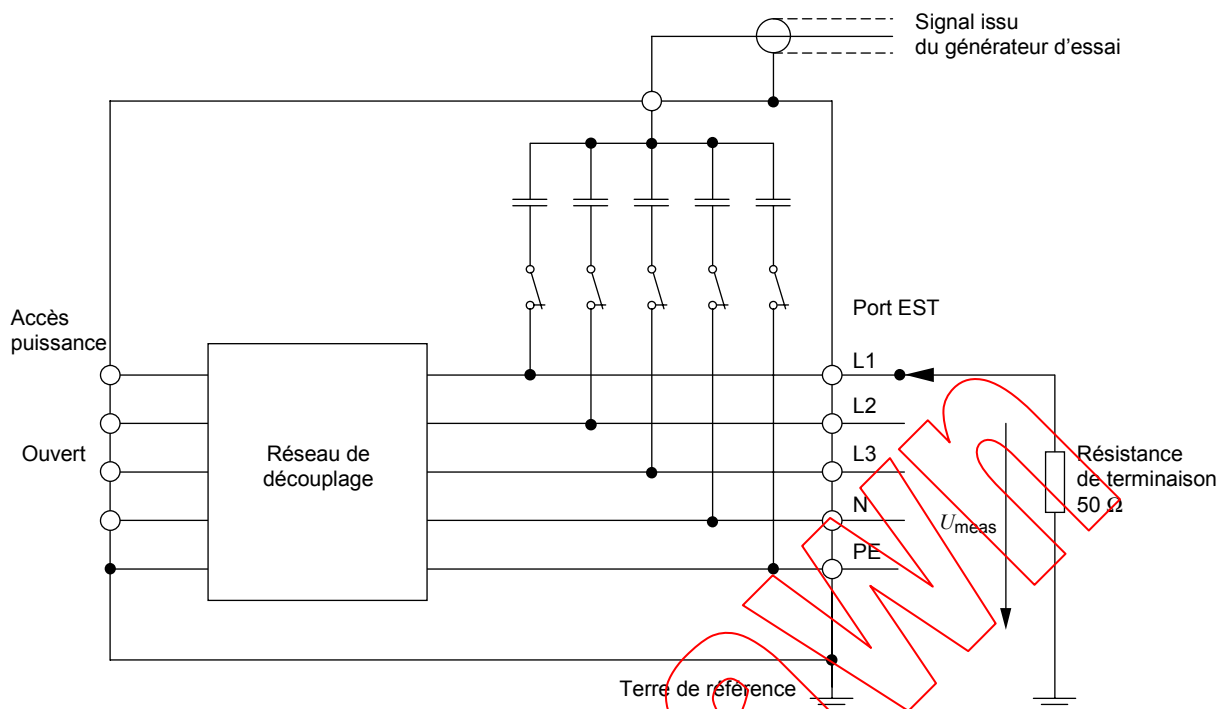 Signal issu
du générateur d'essai
Accès
puissance
Ouvert
Réseau de
découplage
Port EST
L1
L2
L3
N
PE
Umeas
Résistance
de terminaison
50 Ω
Terre de référence